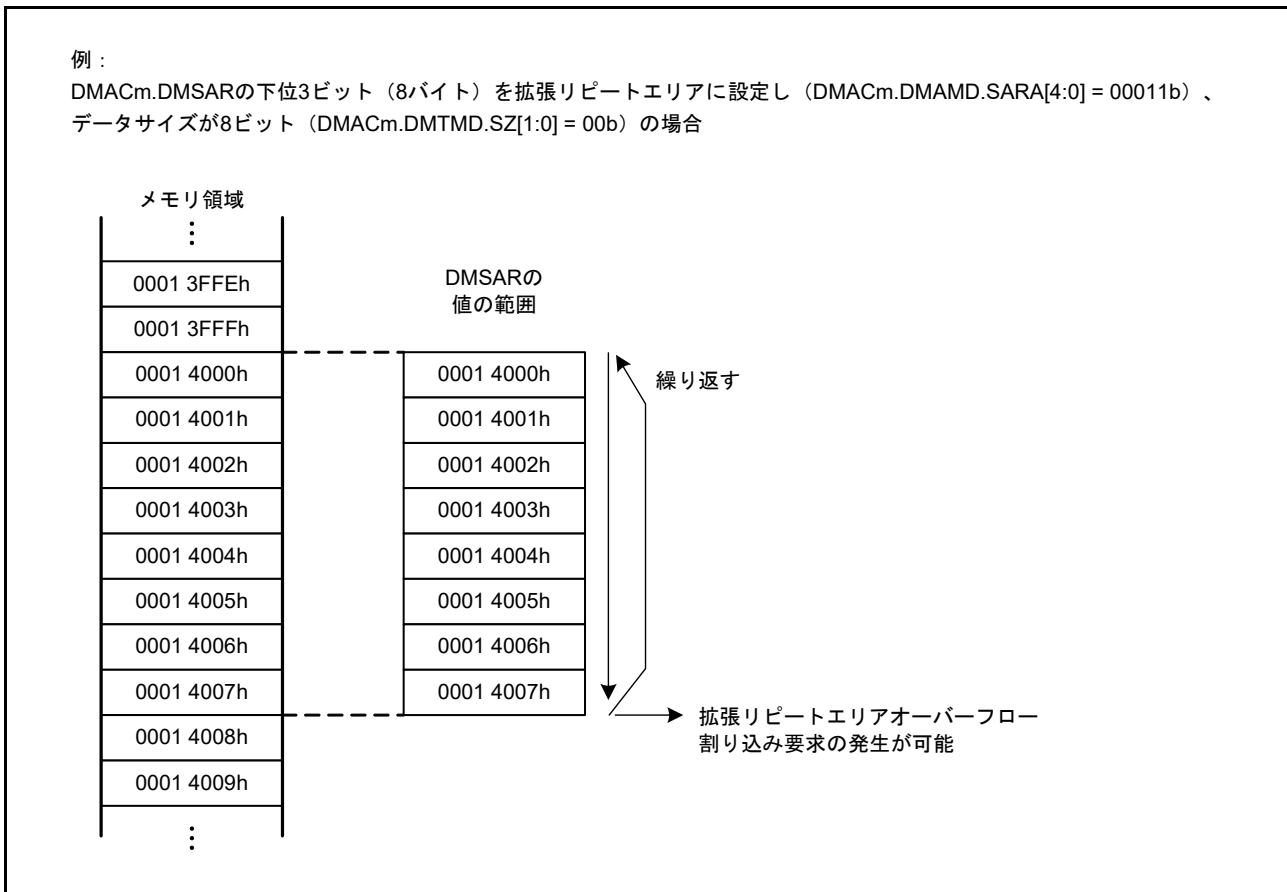 例：
DMACm.DMSARの下位3ビット（8バイト）を拡張リピートエリアに設定し（DMACm.DMAMD.SARA[4:0] = 00011b）、
データサイズが8ビット（DMACm.DMTMD.SZ[1:0] = 00b）の場合
メモリ領域
0001 3FFEh
0001 3FFFh
0001 4000h
0001 4001h
0001 4002h
0001 4003h
0001 4004h
0001 4005h
0001 4006h
0001 4007h
0001 4008h
0001 4009h
DMSARの
値の範囲
0001 4000h
0001 4001h
0001 4002h
0001 4003h
0001 4004h
0001 4005h
0001 4006h
0001 4007h
繰り返す
拡張リピートエリアオーバーフロー
割り込み要求の発生が可能